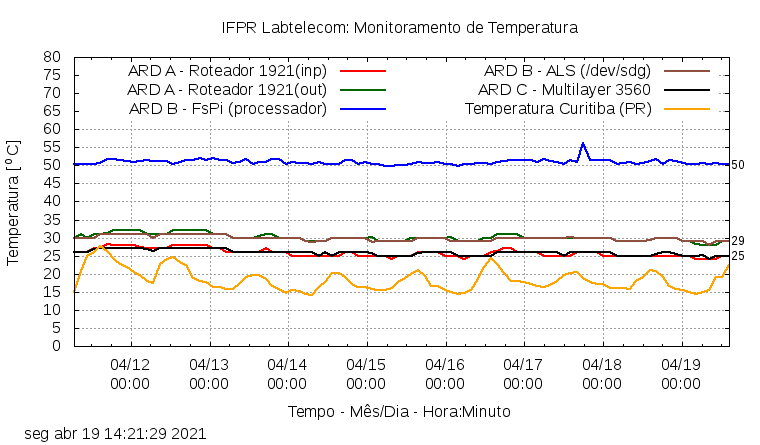 IFPR Labtelecom: Monitoramento de Temperatura
80
75
70
65
60
55
50
45
40
35
30
25
20
15
10
5
0
Temperatura [ºC]
ARD A - Roteador 1921(inp)
ARD A - Roteador 1921(out)
ARD B - FsPi (processador)
ARD B - ALS (/dev/sdg)
ARD C - Multilayer 3560
Temperatura Curitiba (PR)
50
29
25
04/12 04/13 04/14 04/15 04/16 04/17 04/19
00:00 00:00 00:00 00:00 00:00 00:00 00:00
Tempo - Mês/Dia - Hora:Minuto
seg abr 19 14:21:29 2021